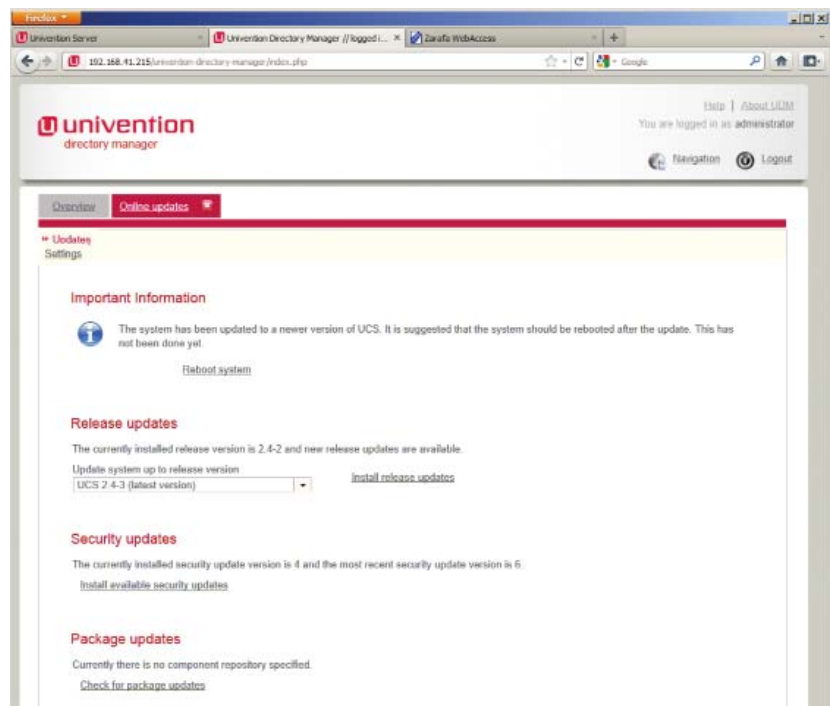 Firefox
Univention Server
Univention Directory Manager // logged i...
Zarafa WebAccess
192.168.41.215/univention-directory-manager/index.php
Google
Help | About UDM
univention
directory manager
You are logged in as administrator
Navigation
Logout
Overview
Online updates
Updates
Settings
Important Information
The system has been updated to a newer version of UCS. It is suggested that the system should be rebooted after the update. This has
not been done yet.
Reboot system
Release updates
The currently installed release version is 2.4-2 and new release updates are available.
Update system up to release version
UCS 2.4-3 (latest version)
Install release updates
Security updates
The currently installed security update version is 4 and the most recent security update version is 6.
Install available security updates
Package updates
Currently there is no component repository specified.
Check for package updates